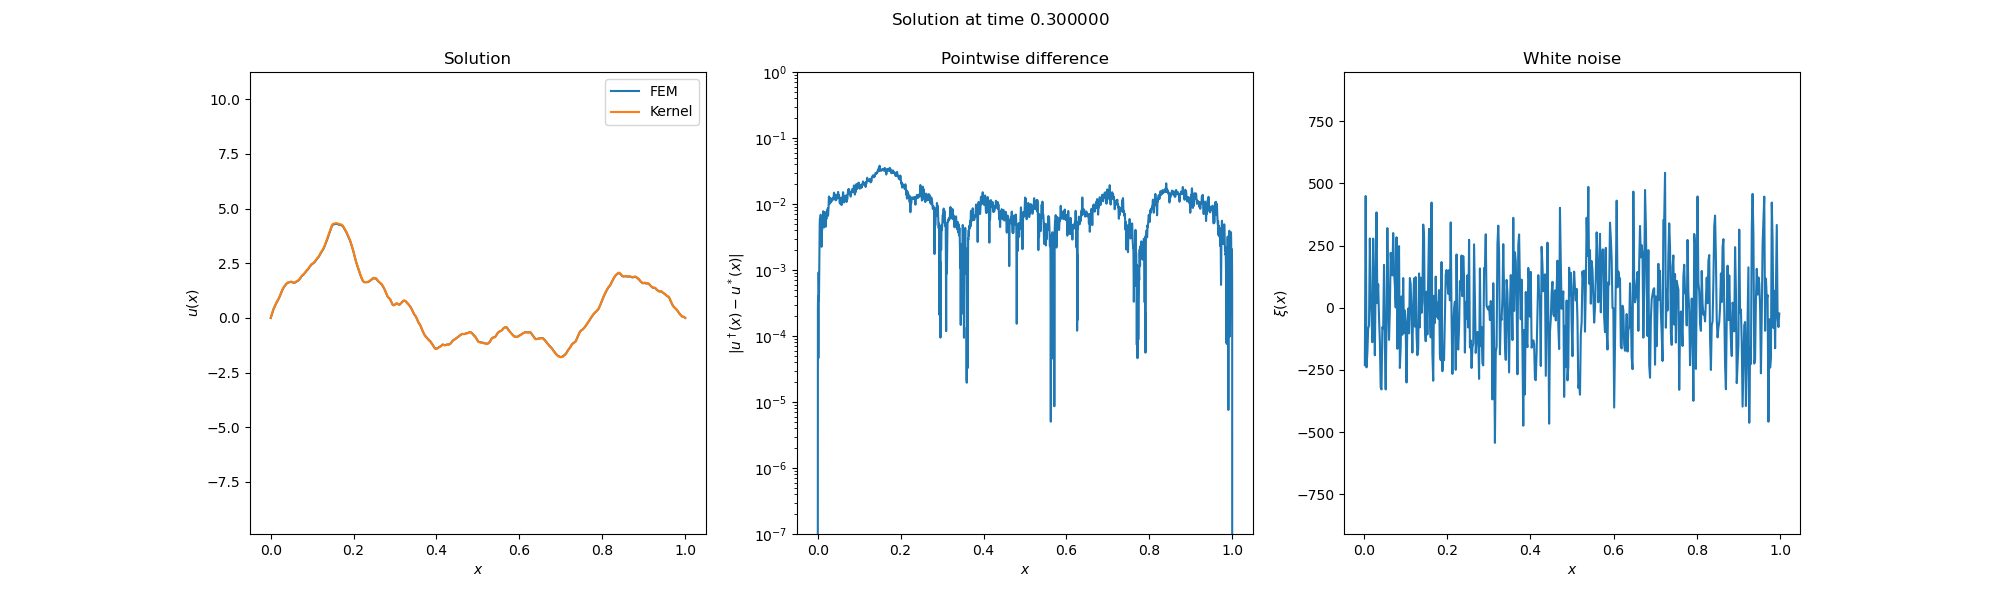 Solution at time 0.300000
Solution
10.0
7.5
5.0
2.5
0.0
−2.5
−5.0
−7.5
u(x)
FEM
Kernel
0.0 0.2 0.4 0.6 0.8 1.0
x
Pointwise difference
10⁰
10⁻¹
10⁻²
10⁻³
10⁻⁴
10⁻⁵
10⁻⁶
10⁻⁷
|u†(x) − u*(x)|
0.0 0.2 0.4 0.6 0.8 1.0
x
White noise
750
500
250
0
−250
−500
−750
ξ(x)
0.0 0.2 0.4 0.6 0.8 1.0
x